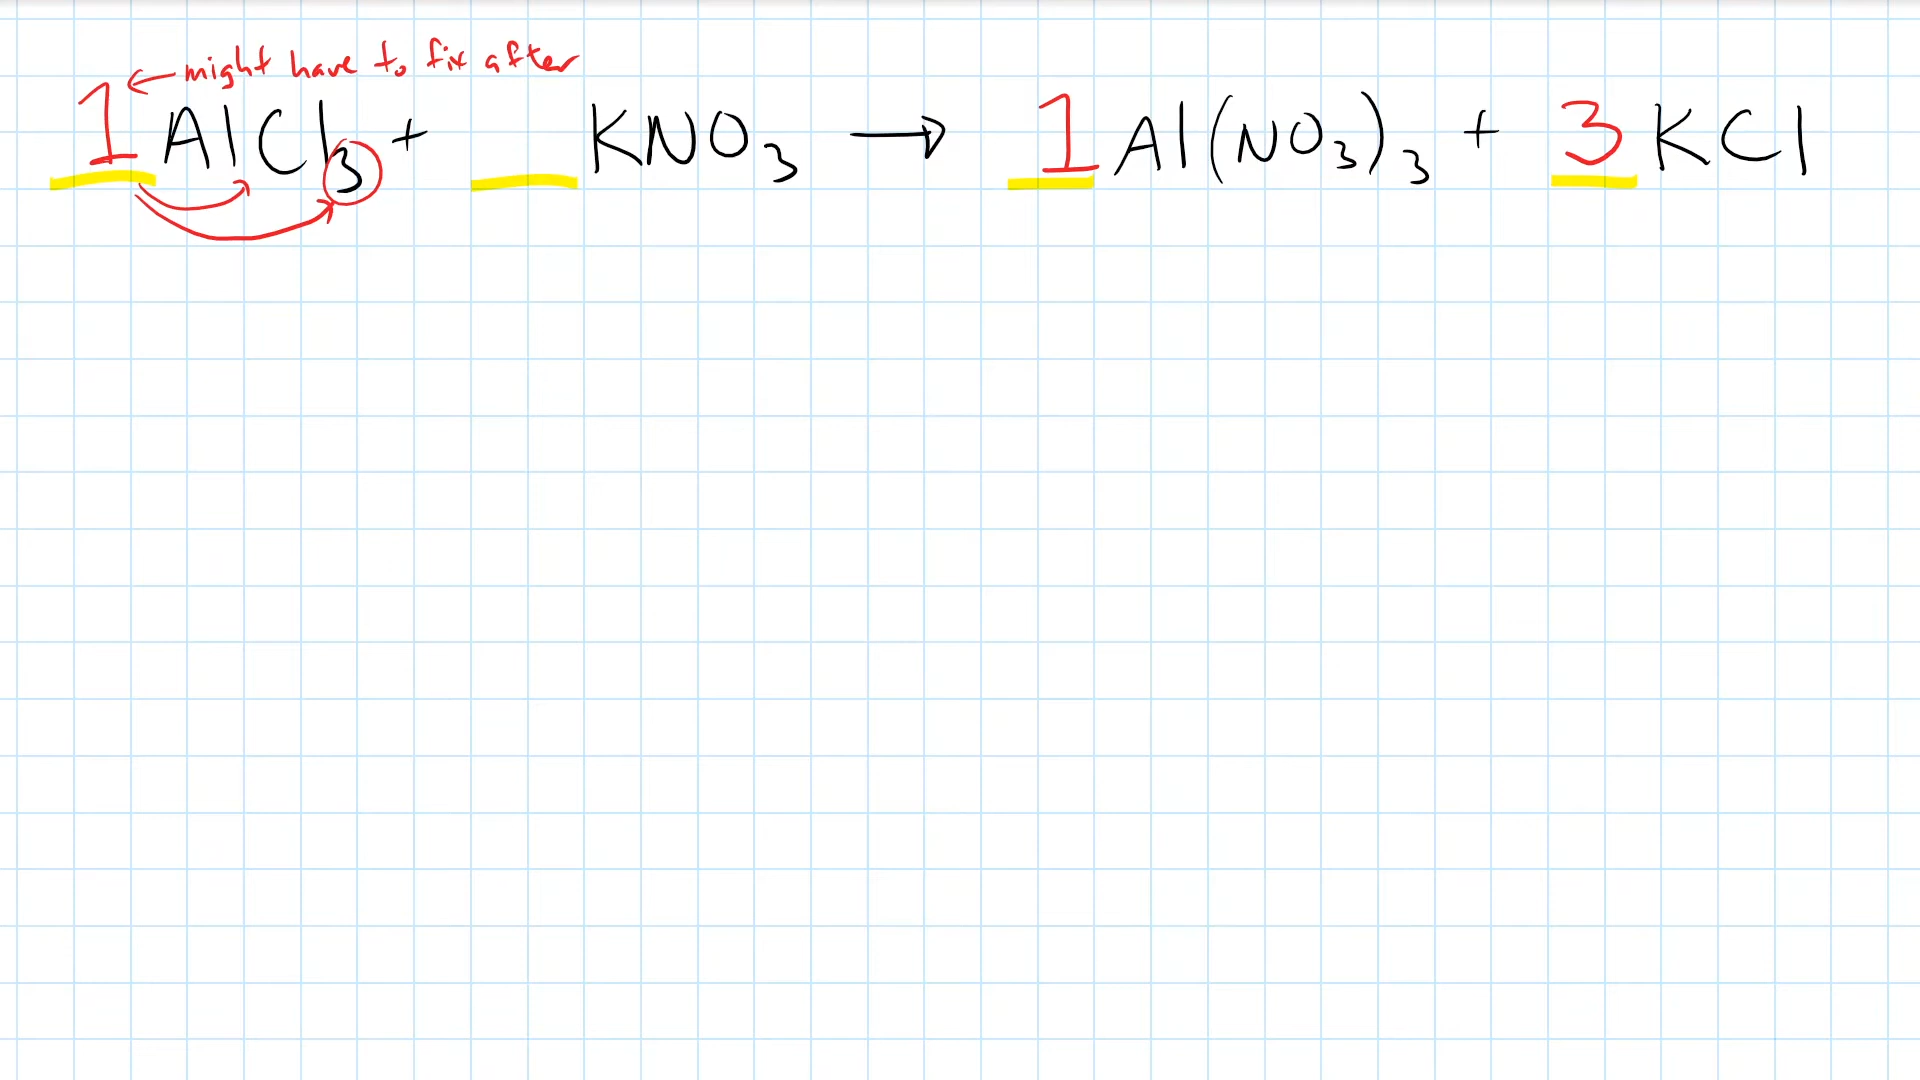 ← might have to fix after
1 AlCl₃ + __ KNO₃ → 1 Al(NO₃)₃ + 3 KCl